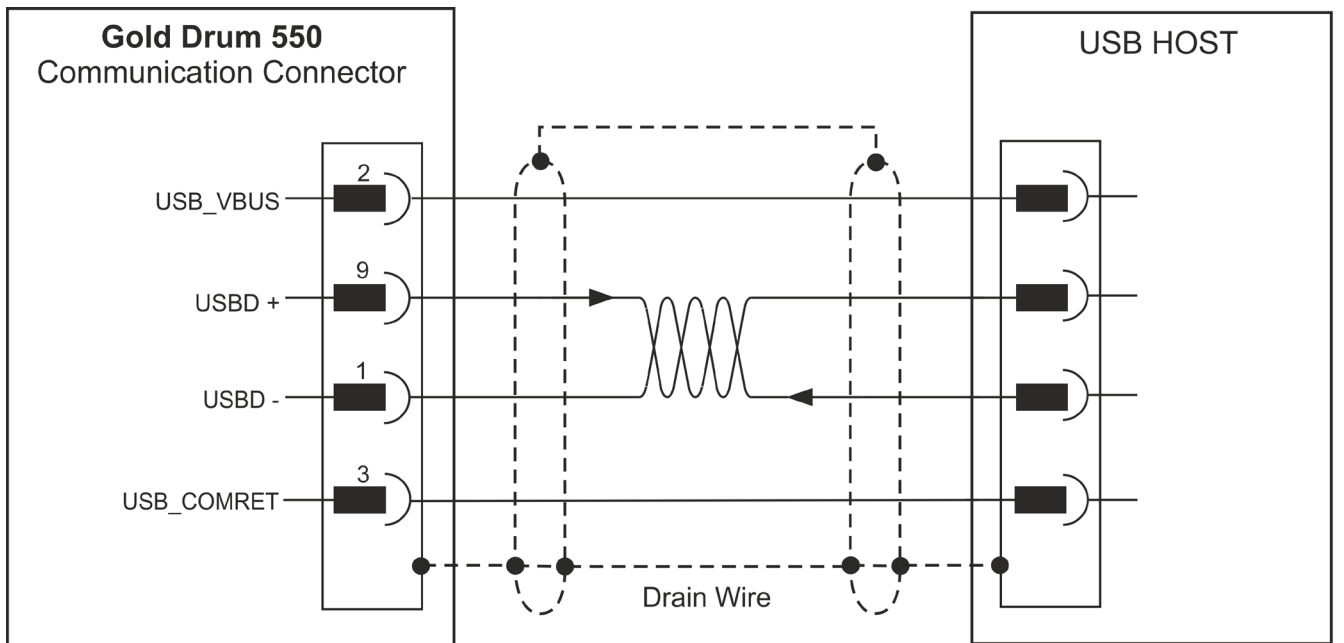 Gold Drum 550
Communication Connector
USB HOST
2
USB_VBUS
9
USBD +
1
USBD -
3
USB_COMRET
Drain Wire